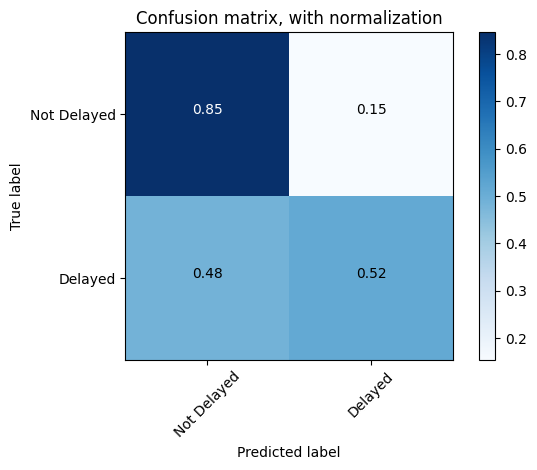 Confusion matrix, with normalization
True label
Not Delayed
0.85
0.15
Delayed
0.48
0.52
Not Delayed
Delayed
Predicted label
0.8
0.7
0.6
0.5
0.4
0.3
0.2